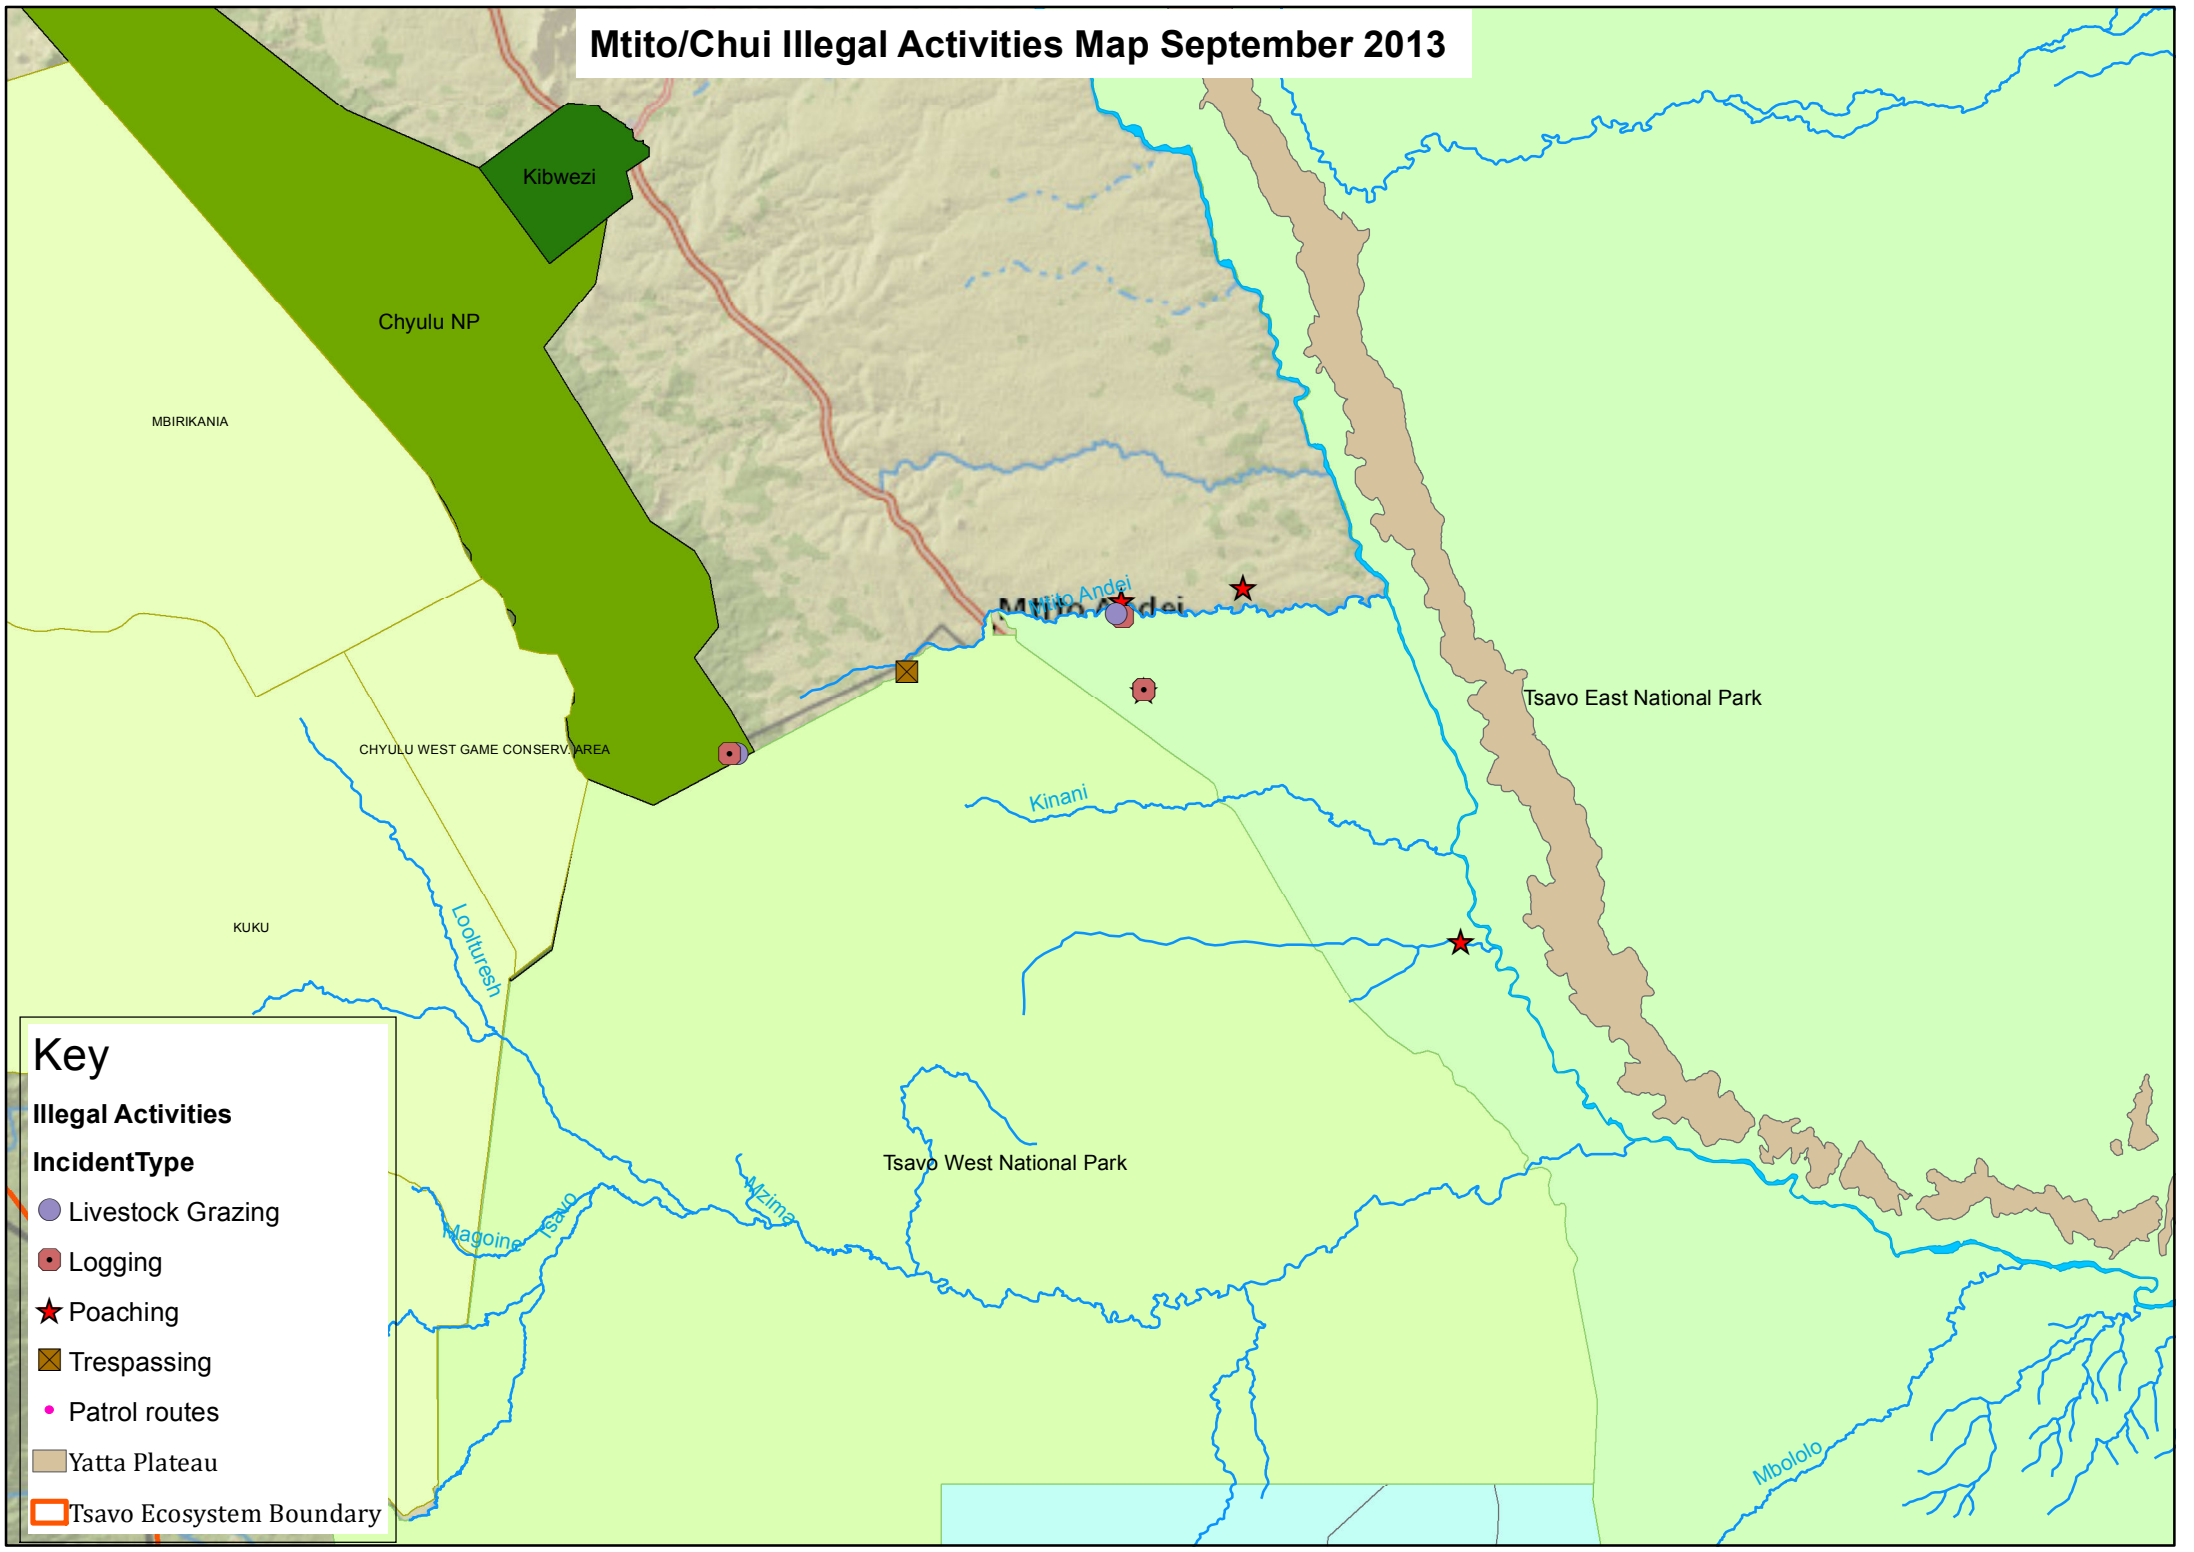 Mtito/Chui Illegal Activities Map September 2013
Kibwezi
Chyulu NP
MBIRIKANIA
Mtito Andei
Mtito Andei
Tsavo East National Park
CHYULU WEST GAME CONSERV. AREA
Kinani
KUKU
Loolturesh
Tsavo West National Park
Mzima
Tsavo
Magoine
Mbololo
Key
Illegal Activities
IncidentType
Livestock Grazing
Logging
Poaching
Trespassing
Patrol routes
Yatta Plateau
Tsavo Ecosystem Boundary